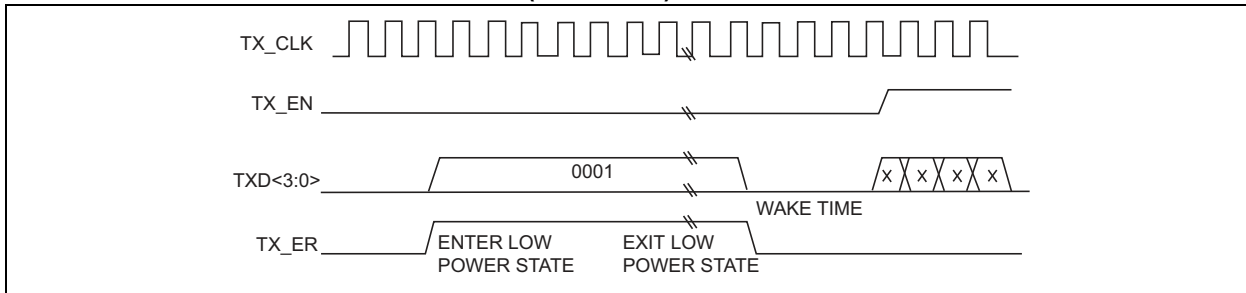 TX_CLK
TX_EN
TXD<3:0>
0001
x x x x
WAKE TIME
TX_ER
ENTER LOW
POWER STATE
EXIT LOW
POWER STATE